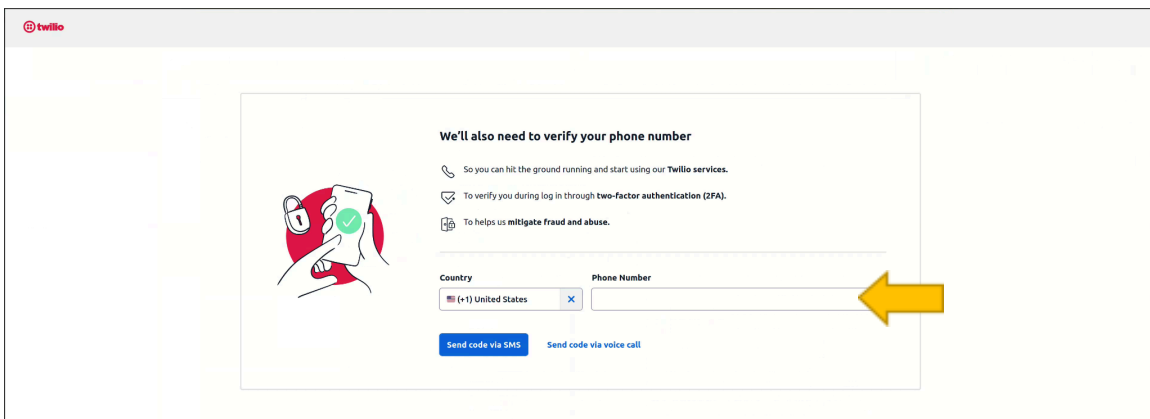 twilio
We'll also need to verify your phone number
So you can hit the ground running and start using our Twilio services.
To verify you during log in through two-factor authentication (2FA).
To helps us mitigate fraud and abuse.
Country
Phone Number
(+1) United States
Send code via SMS
Send code via voice call